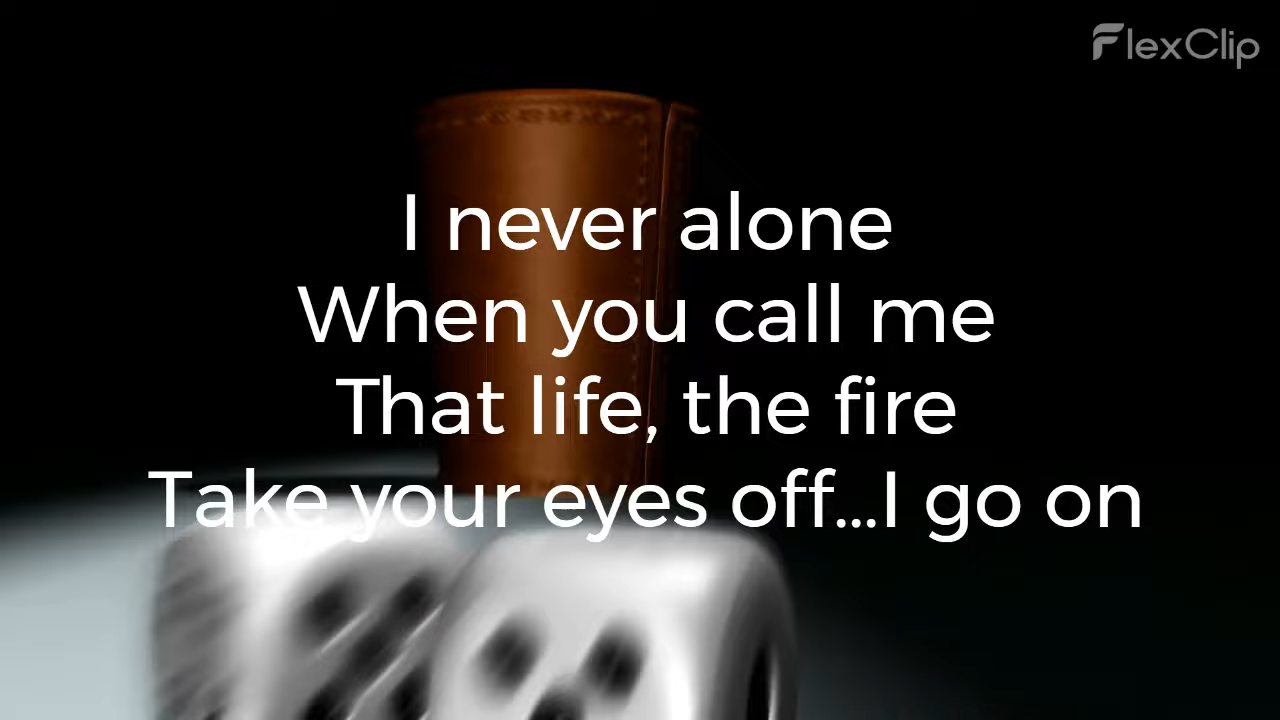 FlexClip
I never alone
When you call me
That life, the fire
Take your eyes off...I go on